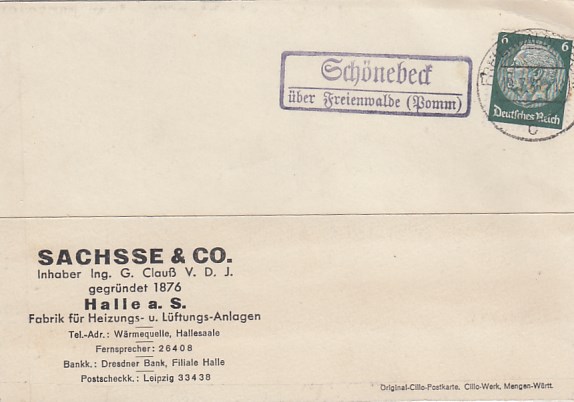 Schönebeck
über Freienwalde (Pomm)
6 6
Deutsches Reich
c
SACHSSE & CO.
Inhaber Ing. G. Clauß V. D. J.
gegründet 1876
Halle a. S.
Fabrik für Heizungs- u. Lüftungs-Anlagen
Tel.-Adr.: Wärmequelle, Hallesaale
Fernsprecher: 26408
Bankk.: Dresdner Bank, Filiale Halle
Postscheckk.: Leipzig 33438
Original-Cillo-Postkarte. Cillo-Werk, Mengen-Württ.